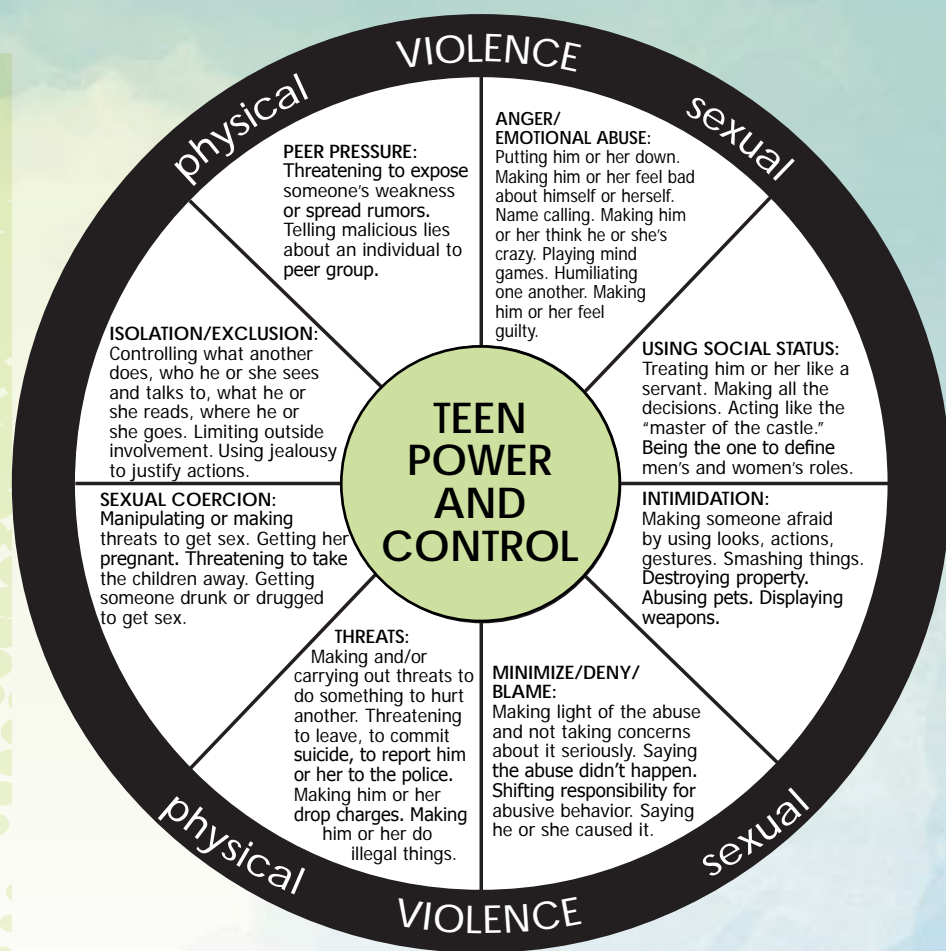 physical
VIOLENCE
sexual
PEER PRESSURE:
Threatening to expose
someone's weakness
or spread rumors.
Telling malicious lies
about an individual to
peer group.
ANGER/
EMOTIONAL ABUSE:
Putting him or her down.
Making him or her feel bad
about himself or herself.
Name calling. Making him
or her think he or she's
crazy. Playing mind
games. Humiliating
one another. Making
him or her feel
guilty.
ISOLATION/EXCLUSION:
Controlling what another
does, who he or she sees
and talks to, what he or
she reads, where he or
she goes. Limiting outside
involvement. Using jealousy
to justify actions.
USING SOCIAL STATUS:
Treating him or her like a
servant. Making all the
decisions. Acting like the
“master of the castle.”
Being the one to define
men's and women's roles.
TEEN
POWER
AND
CONTROL
SEXUAL COERCION:
Manipulating or making
threats to get sex. Getting her
pregnant. Threatening to take
the children away. Getting
someone drunk or drugged
to get sex.
INTIMIDATION:
Making someone afraid
by using looks, actions,
gestures. Smashing things.
Destroying property.
Abusing pets. Displaying
weapons.
THREATS:
Making and/or
carrying out threats to
do something to hurt
another. Threatening
to leave, to commit
suicide, to report him
or her to the police.
Making him or her
drop charges. Making
him or her do
illegal things.
MINIMIZE/DENY/
BLAME:
Making light of the abuse
and not taking concerns
about it seriously. Saying
the abuse didn't happen.
Shifting responsibility for
abusive behavior. Saying
he or she caused it.
physical
VIOLENCE
sexual